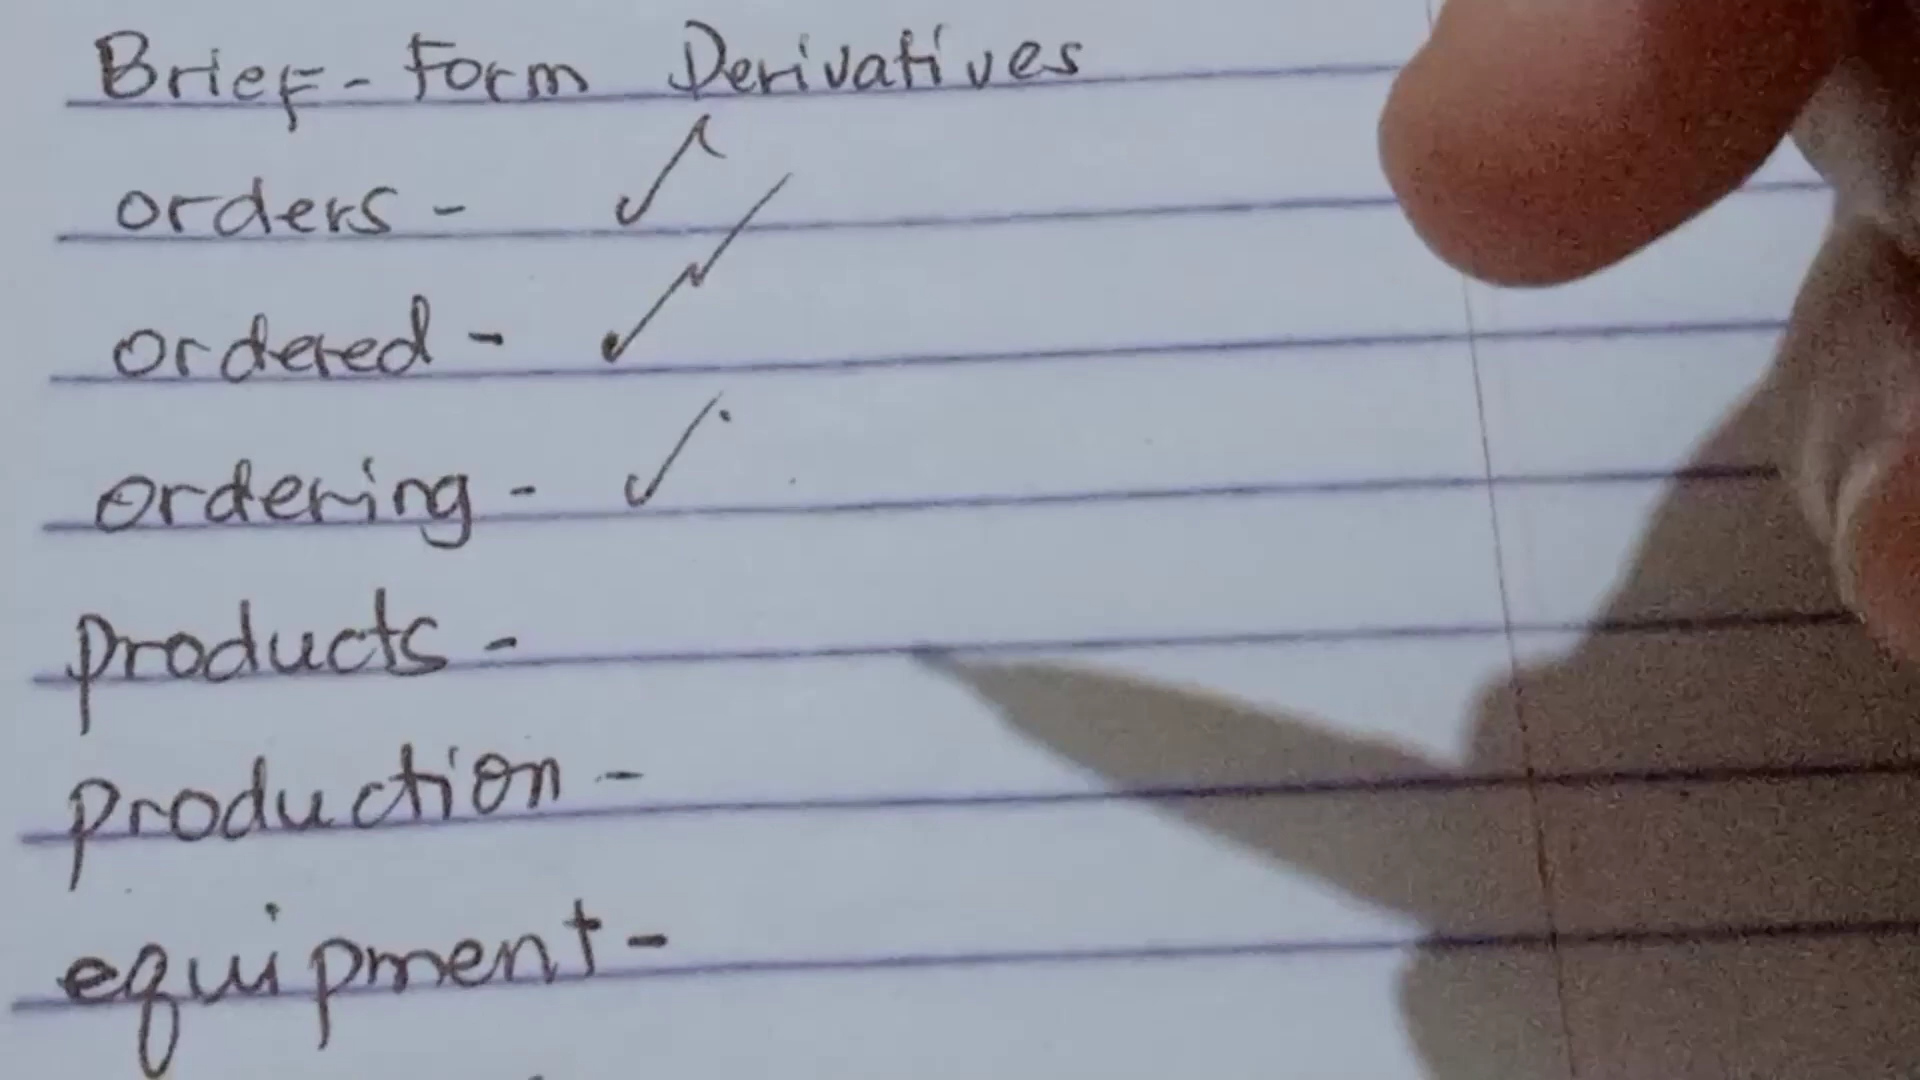 Brief-Form Derivatives
orders -
ordered -
ordering -
products -
production -
equipment -